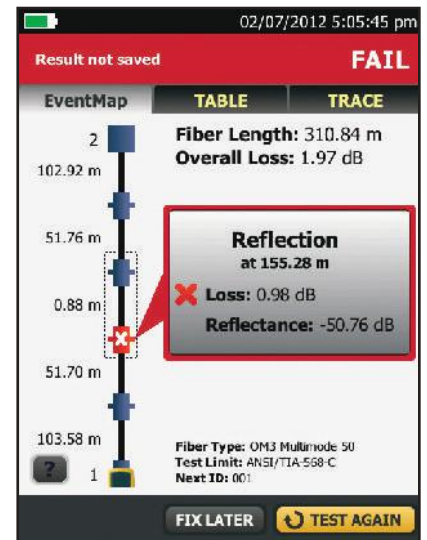 02/07/2012 5:05:45 pm
Result not saved
FAIL
EventMap
TABLE
TRACE
2
Fiber Length: 310.84 m
Overall Loss: 1.97 dB
102.92 m
51.76 m
Reflection
at 155.28 m
Loss: 0.98 dB
Reflectance: -50.76 dB
0.88 m
51.70 m
103.58 m
Fiber Type: OM3 Multimode 50
Test Limit: ANSI/TIA-568-C
Next ID: 001
?
1
FIX LATER
TEST AGAIN